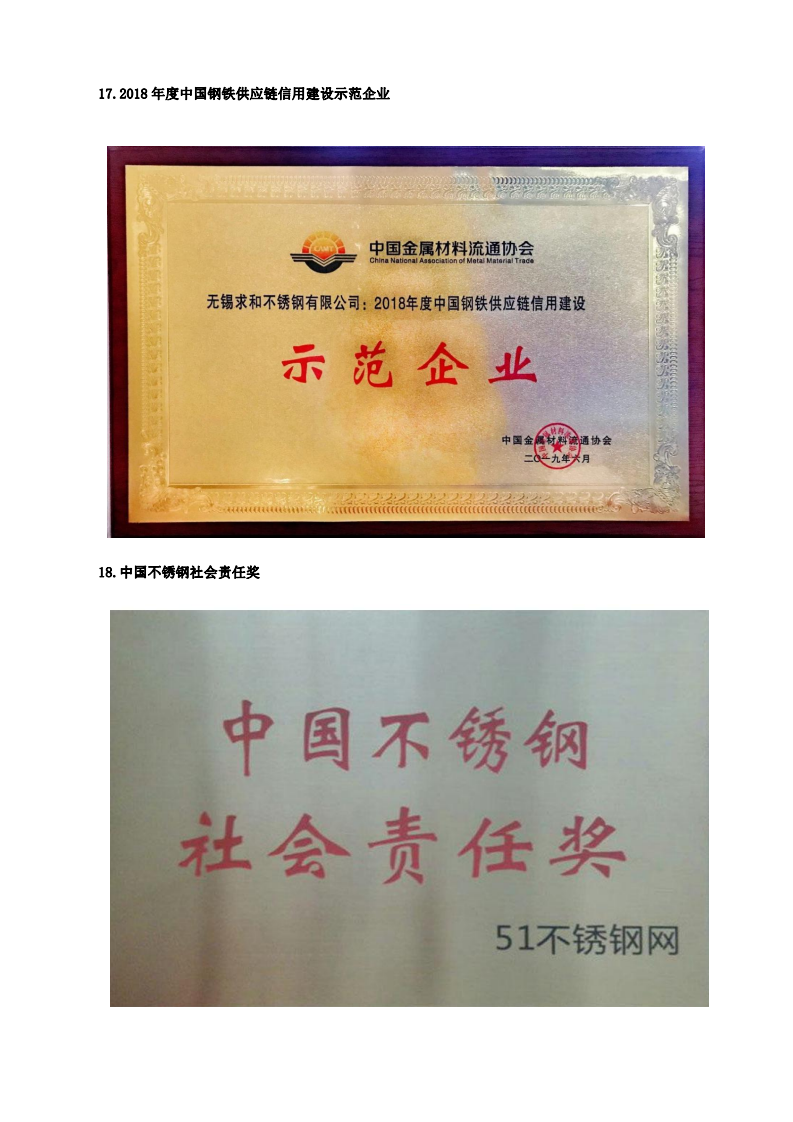 17.2018 年度中国钢铁供应链信用建设示范企业
中国金属材料流通协会
China National Association of Metal Material Trade
无锡求和不锈钢有限公司：2018年度中国钢铁供应链信用建设
示范企业
中国金属材料流通协会
二〇一九年六月
18.中国不锈钢社会责任奖
中国不锈钢
社会责任奖
51不锈钢网